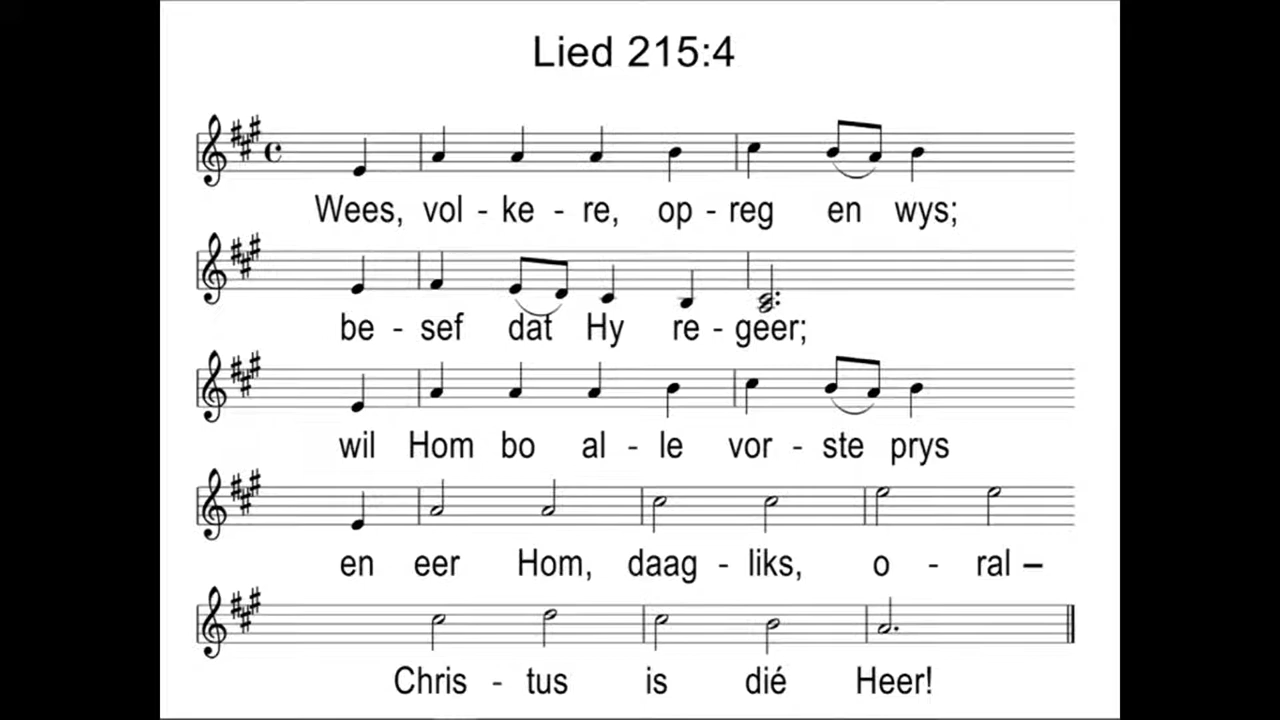 Lied 215:4
Wees, vol - ke - re, op - reg en wys;
be - sef dat Hy re - geer;
wil Hom bo al - le vor - ste prys
en eer Hom, daag - liks, o - ral –
Chris - tus is dié Heer!